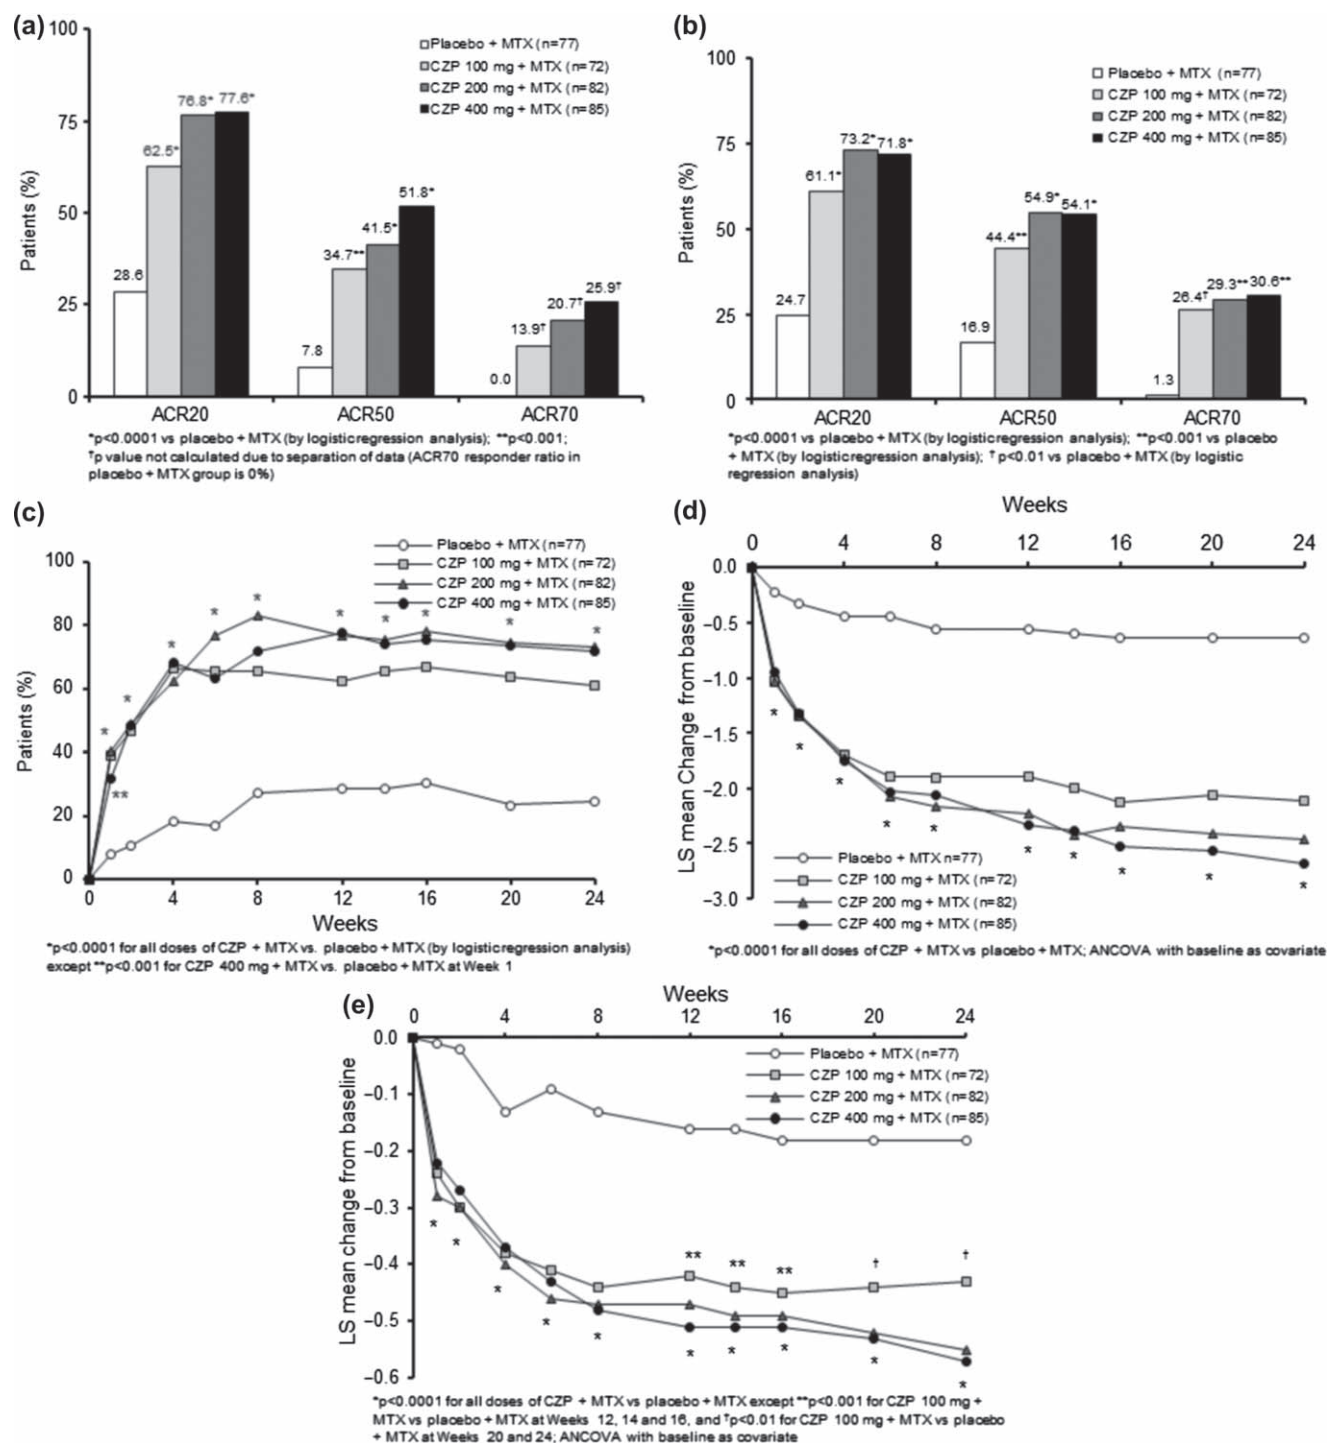 (a)
100
75
50
25
0
Patients (%)
Placebo + MTX (n=77)
CZP 100 mg + MTX (n=72)
CZP 200 mg + MTX (n=82)
CZP 400 mg + MTX (n=85)
28.6
62.5*
76.8*
77.6*
7.8
34.7**
41.5*
51.8*
0.0
13.9†
20.7†
25.9†
ACR20
ACR50
ACR70
*p<0.0001 vs placebo + MTX (by logistic regression analysis); **p<0.001;
†p value not calculated due to separation of data (ACR70 responder ratio in
placebo + MTX group is 0%)
(b)
100
75
50
25
0
Patients (%)
Placebo + MTX (n=77)
CZP 100 mg + MTX (n=72)
CZP 200 mg + MTX (n=82)
CZP 400 mg + MTX (n=85)
24.7
61.1*
73.2*
71.8*
16.9
44.4**
54.9*
54.1*
1.3
26.4†
29.3**
30.6**
ACR20
ACR50
ACR70
*p<0.0001 vs placebo + MTX (by logistic regression analysis); **p<0.001 vs placebo
+ MTX (by logistic regression analysis); †p<0.01 vs placebo + MTX (by logistic
regression analysis)
(c)
100
80
60
40
20
0
Patients (%)
Placebo + MTX (n=77)
CZP 100 mg + MTX (n=72)
CZP 200 mg + MTX (n=82)
CZP 400 mg + MTX (n=85)
* * * * * * * * * *
**
0 4 8 12 16 20 24
Weeks
*p<0.0001 for all doses of CZP + MTX vs. placebo + MTX (by logistic regression analysis)
except **p<0.001 for CZP 400 mg + MTX vs. placebo + MTX at Week 1
(d)
Weeks
0 4 8 12 16 20 24
0.0
−0.5
−1.0
−1.5
−2.0
−2.5
−3.0
LS mean Change from baseline
* * * * * * * * * *
Placebo + MTX n=77)
CZP 100 mg + MTX (n=72)
CZP 200 mg + MTX (n=82)
CZP 400 mg + MTX (n=85)
*p<0.0001 for all doses of CZP + MTX vs placebo + MTX; ANCOVA with baseline as covariate
(e)
Weeks
0 4 8 12 16 20 24
0.0
−0.1
−0.2
−0.3
−0.4
−0.5
−0.6
LS mean change from baseline
Placebo + MTX (n=77)
CZP 100 mg + MTX (n=72)
CZP 200 mg + MTX (n=82)
CZP 400 mg + MTX (n=85)
** ** ** † †
* * * * * * * * * *
*p<0.0001 for all doses of CZP + MTX vs placebo + MTX except **p<0.001 for CZP 100 mg +
MTX vs placebo + MTX at Weeks 12, 14 and 16, and †p<0.01 for CZP 100 mg + MTX vs placebo
+ MTX at Weeks 20 and 24; ANCOVA with baseline as covariate